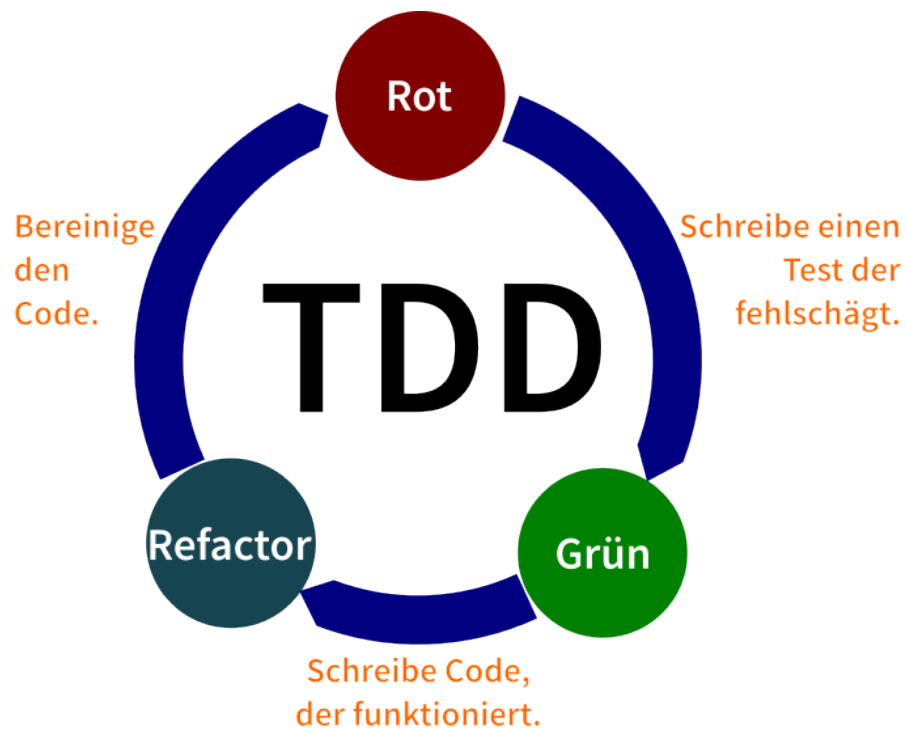 Rot
Bereinige
den
Code.
Schreibe einen
Test der
fehlschägt.
TDD
Refactor
Grün
Schreibe Code,
der funktioniert.